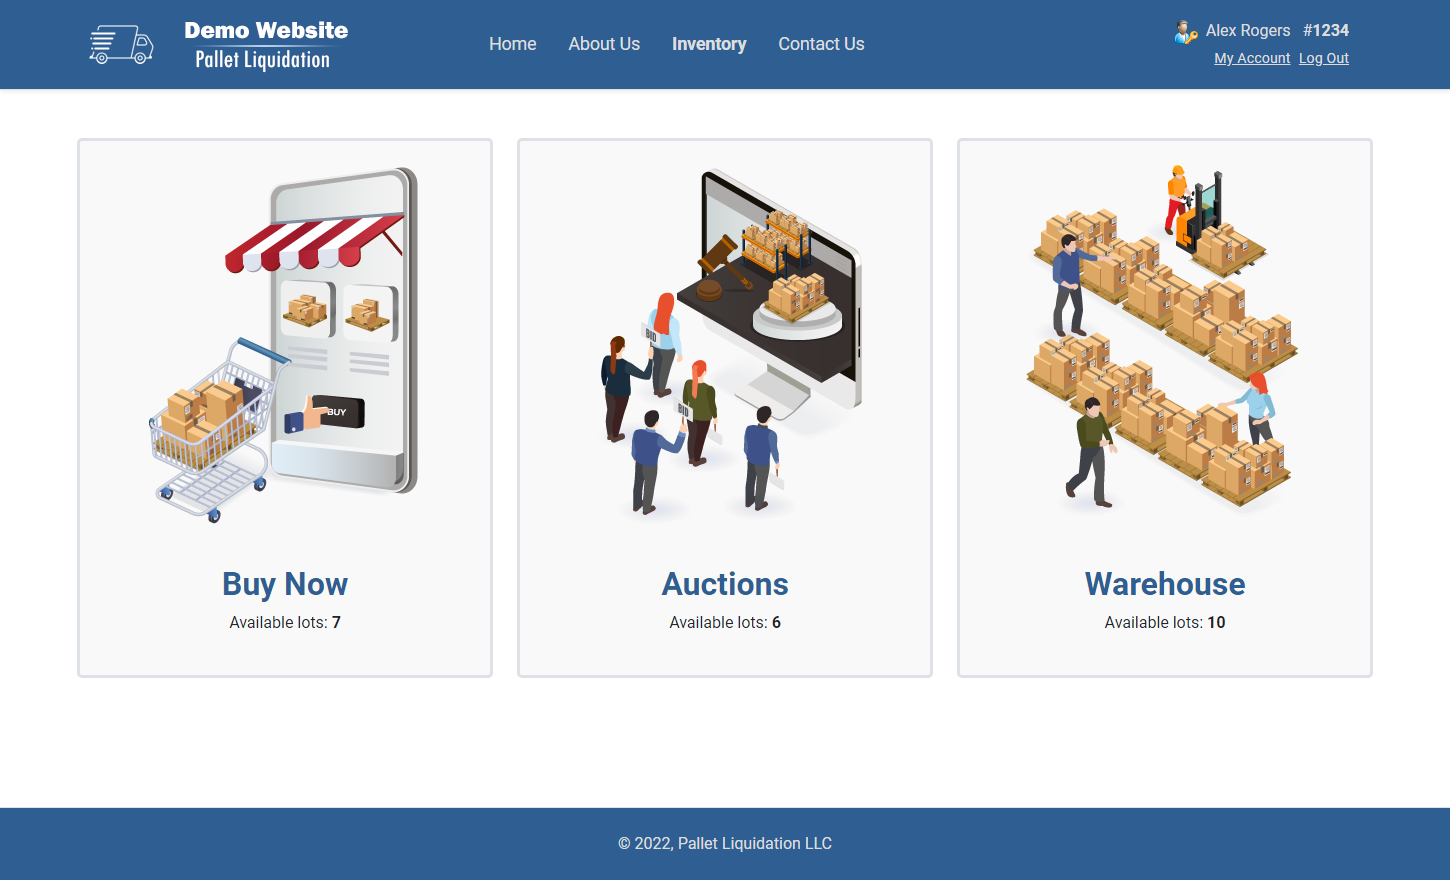 Demo Website
Pallet Liquidation
Home
About Us
Inventory
Contact Us
Alex Rogers #1234
My Account
Log Out
BUY
BID
BID
Buy Now
Available lots: 7
Auctions
Available lots: 6
Warehouse
Available lots: 10
© 2022, Pallet Liquidation LLC